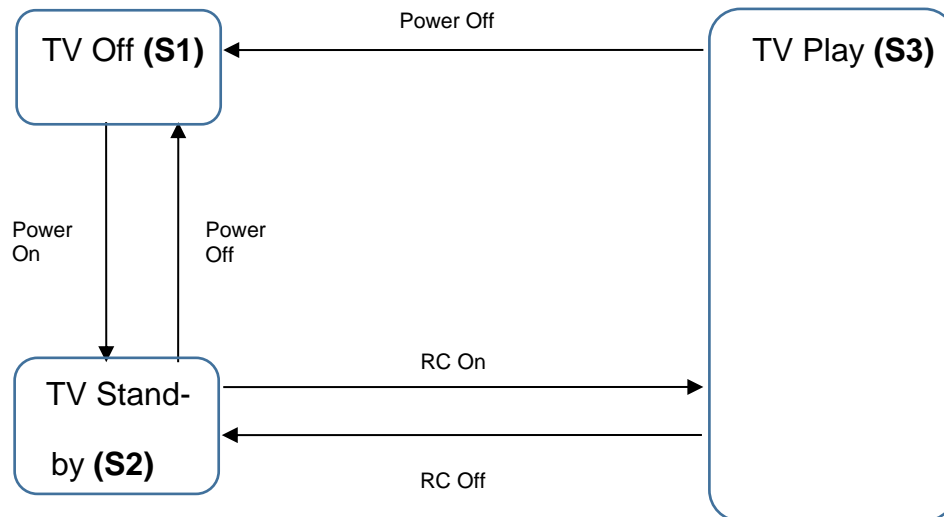 Power Off
TV Off (S1)
TV Play (S3)
Power
On
Power
Off
RC On
TV Stand-
by (S2)
RC Off